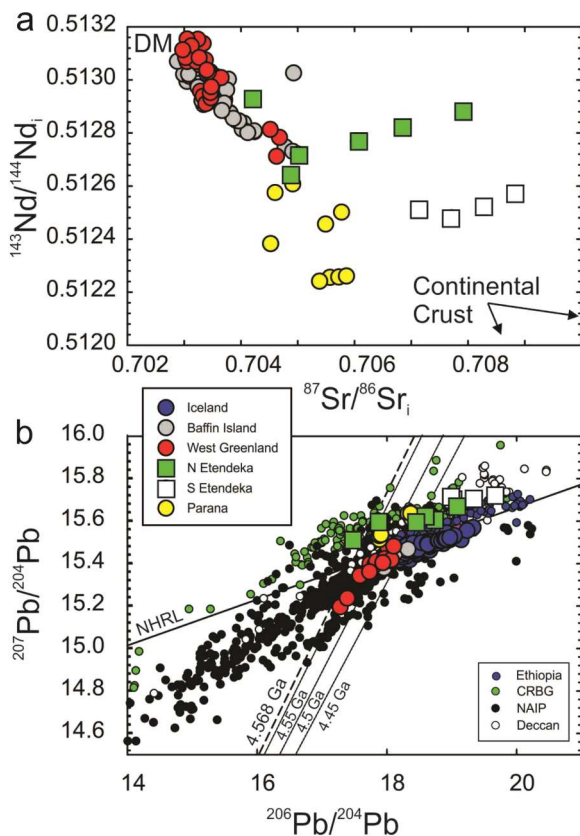 a
0.5132
DM
0.5130
0.5128
0.5126
0.5124
0.5122
0.5120
143Nd/144Ndi
Continental
Crust
0.702 0.704 0.706 0.708
87Sr/86Sri
Iceland
Baffin Island
West Greenland
N Etendeka
S Etendeka
Parana
b
16.0
15.8
15.6
15.4
15.2
15.0
14.8
14.6
207Pb/204Pb
NHRL
4.568 Ga
4.55 Ga
4.5 Ga
4.45 Ga
Ethiopia
CRBG
NAIP
Deccan
14 16 18 20
206Pb/204Pb